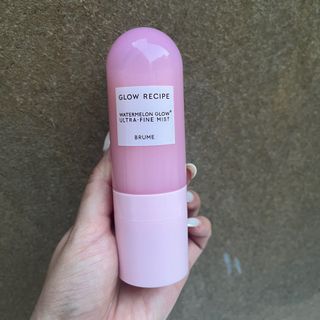 GLOW RECIPE
WATERMELON GLOW®
ULTRA-FINE MIST
BRUME